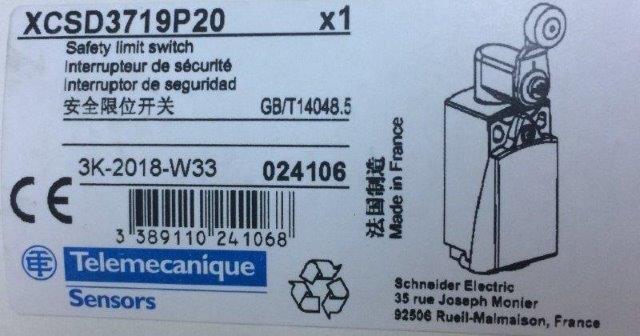 XCSD3719P20 x1
Safety limit switch
Interrupteur de sécurité
Interruptor de seguridad
安全限位开关 GB/T14048.5
3K-2018-W33 024106
CE
3 389110 241068
法国制造
Made in France
Telemecanique
Sensors
Schneider Electric
35 rue Joseph Monier
92506 Rueil-Malmaison, France